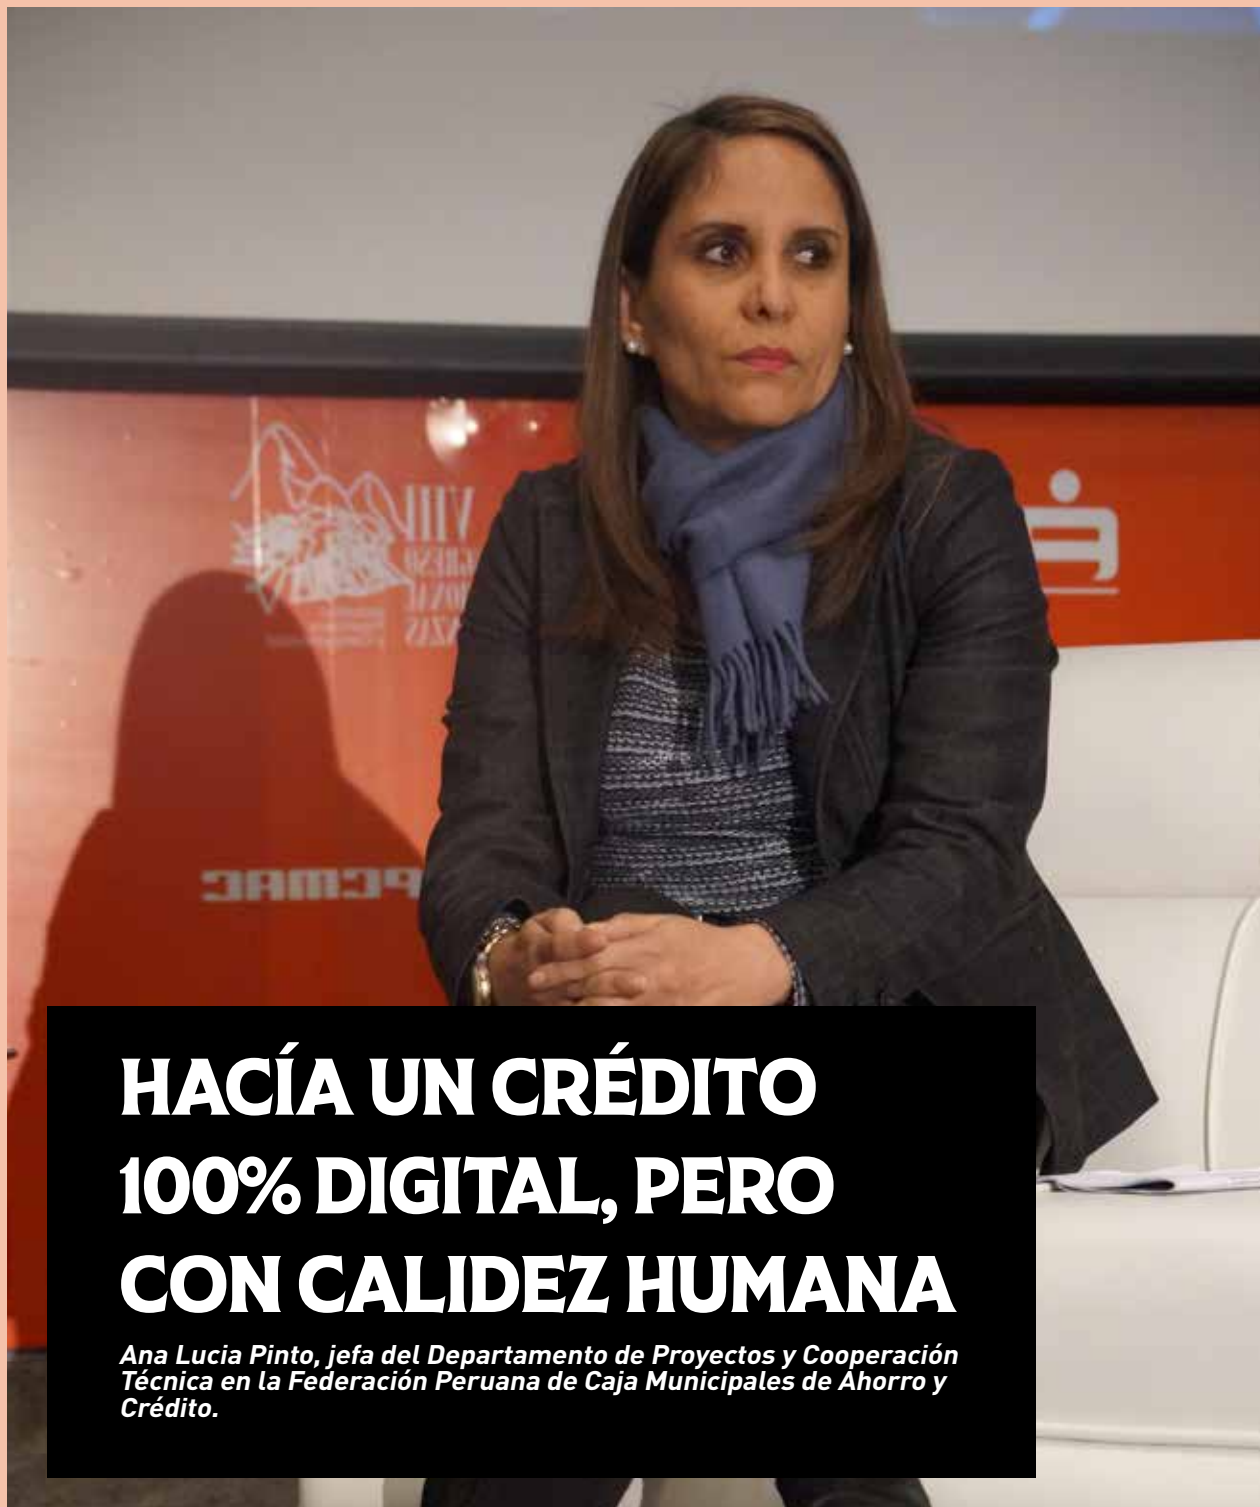 VIII
HACÍA UN CRÉDITO
100% DIGITAL, PERO
CON CALIDEZ HUMANA
Ana Lucia Pinto, jefa del Departamento de Proyectos y Cooperación
Técnica en la Federación Peruana de Caja Municipales de Ahorro y
Crédito.